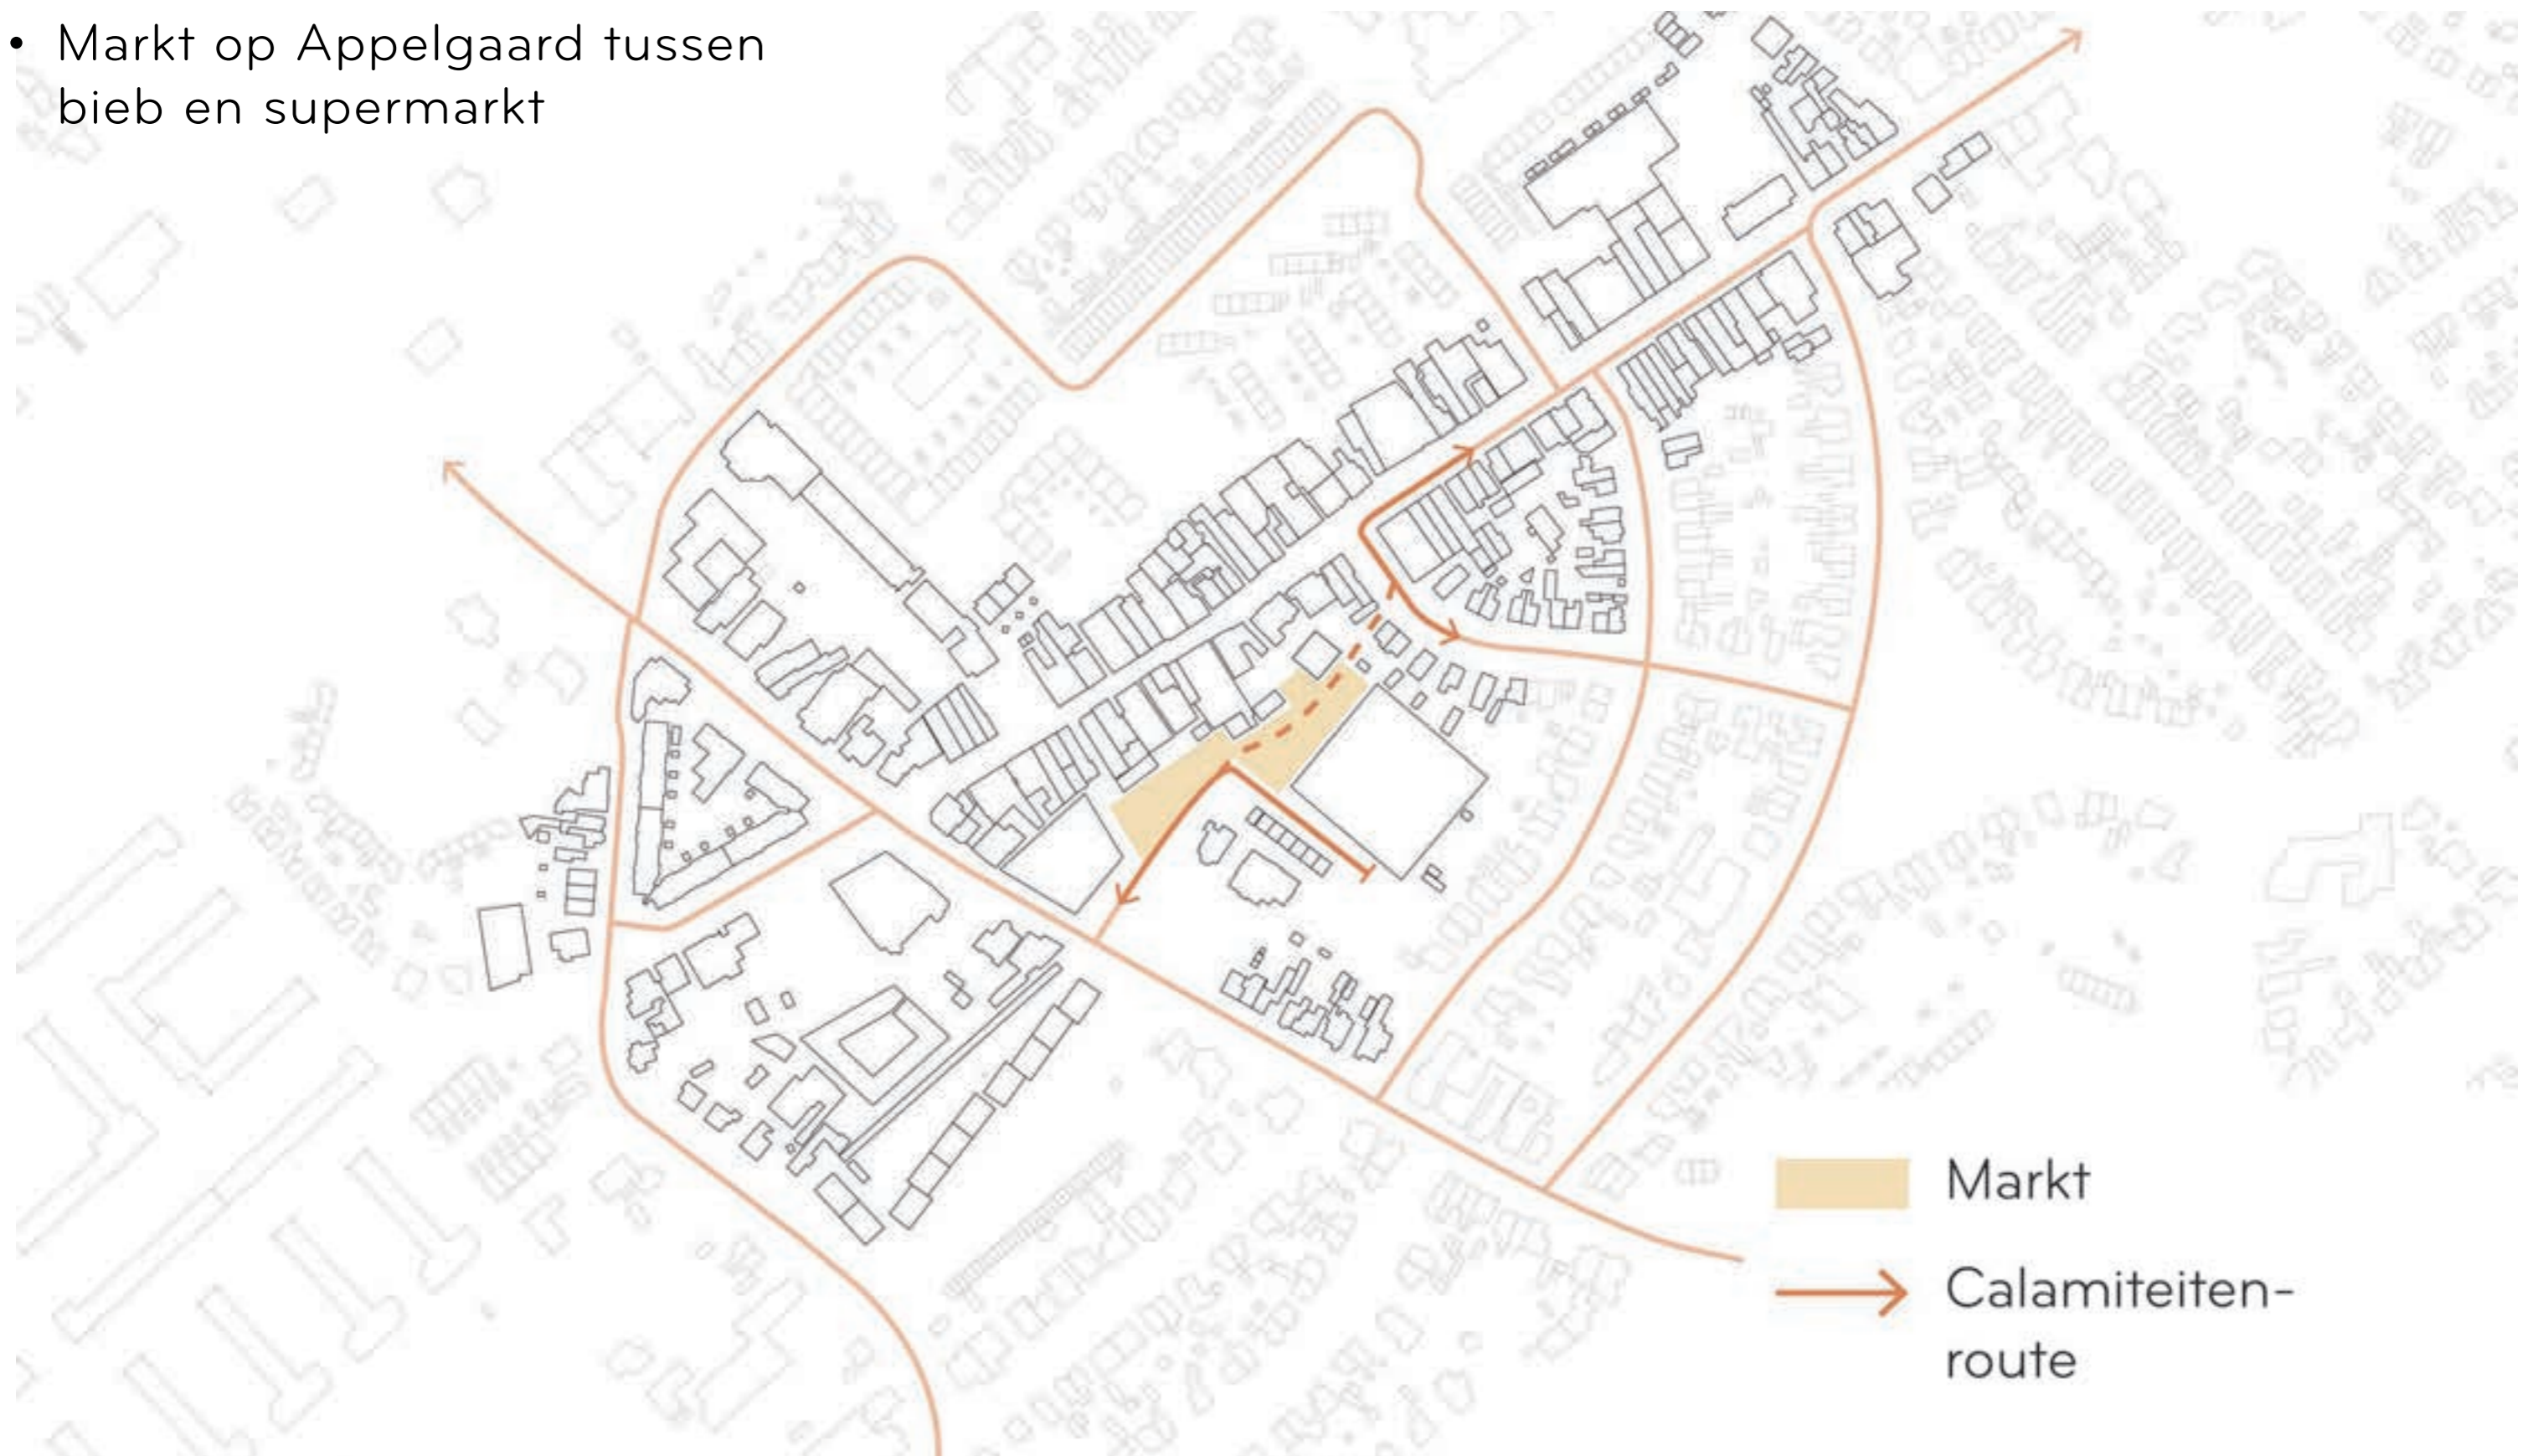 • Markt op Appelgaard tussen
bieb en supermarkt
Markt
Calamiteiten-
route